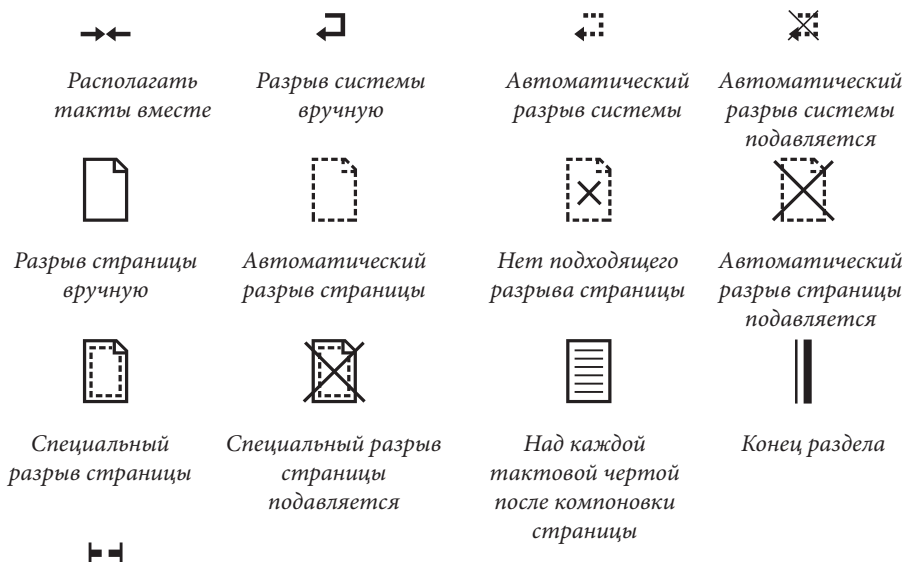 Располагать
такты вместе
Разрыв системы
вручную
Автоматический
разрыв системы
Автоматический
разрыв системы
подавляется
Разрыв страницы
вручную
Автоматический
разрыв страницы
Нет подходящего
разрыва страницы
Автоматический
разрыв страницы
подавляется
Специальный
разрыв страницы
Специальный разрыв
страницы
подавляется
Над каждой
тактовой чертой
после компоновки
страницы
Конец раздела